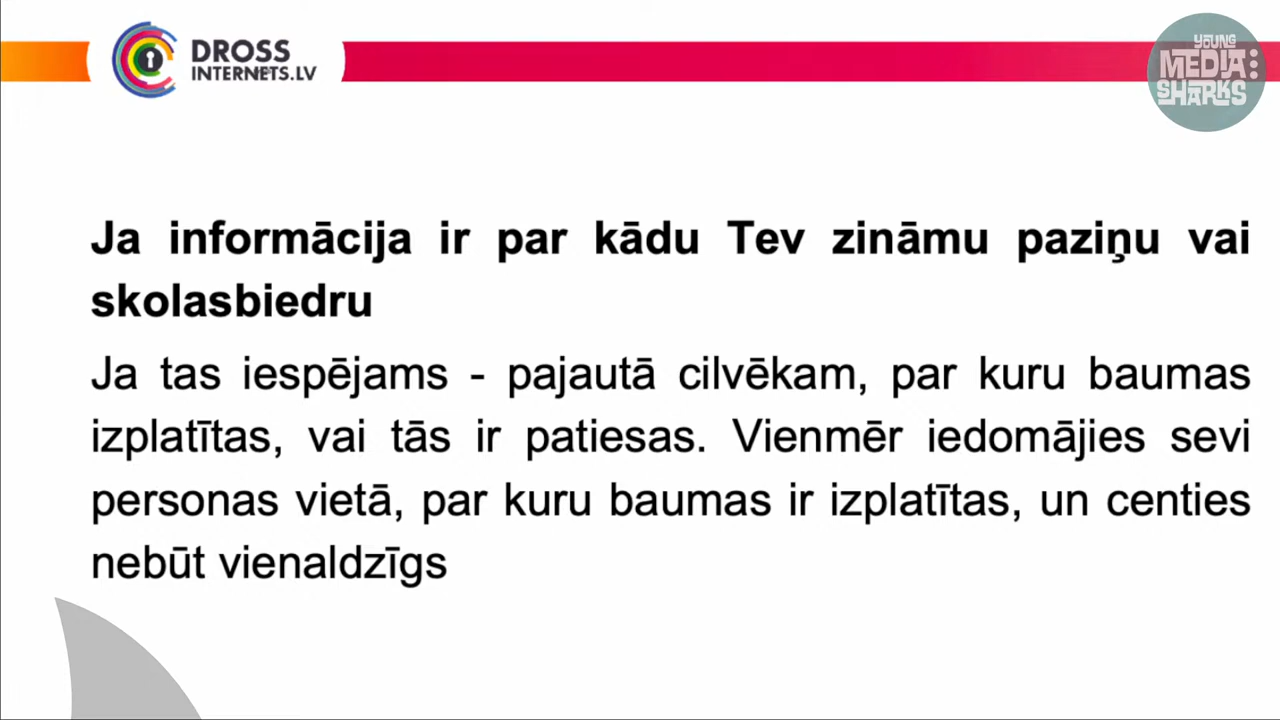 DROSS
INTERNETS.LV
YOUNG
MEDIA:
SHARKS
Ja informācija ir par kādu Tev zināmu paziņu vai
skolasbiedru
Ja tas iespējams - pajautā cilvēkam, par kuru baumas
izplatītas, vai tās ir patiesas. Vienmēr iedomājies sevi
personas vietā, par kuru baumas ir izplatītas, un centies
nebūt vienaldzīgs